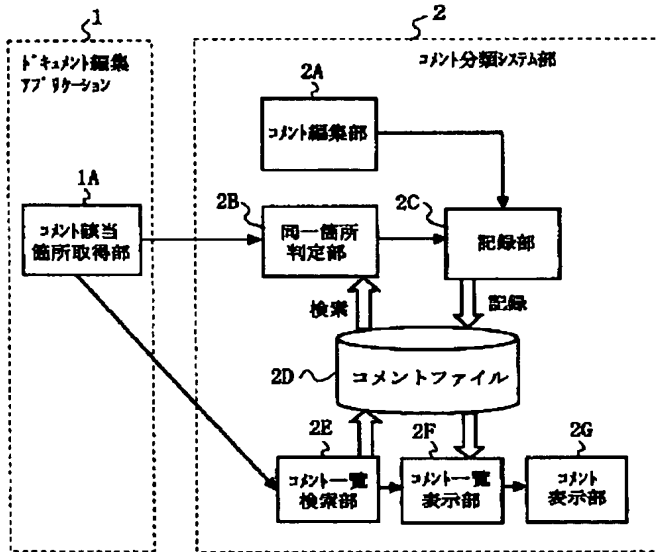 1
ドキュメント編集
アプリケーション
1A
コメント該当
箇所取得部
2
コメント分類システム部
2A
コメント編集部
2B
同一箇所
判定部
2C
記録部
検索
記録
2D
コメントファイル
2E
コメント一覧
検索部
2F
コメント一覧
表示部
2G
コメント
表示部